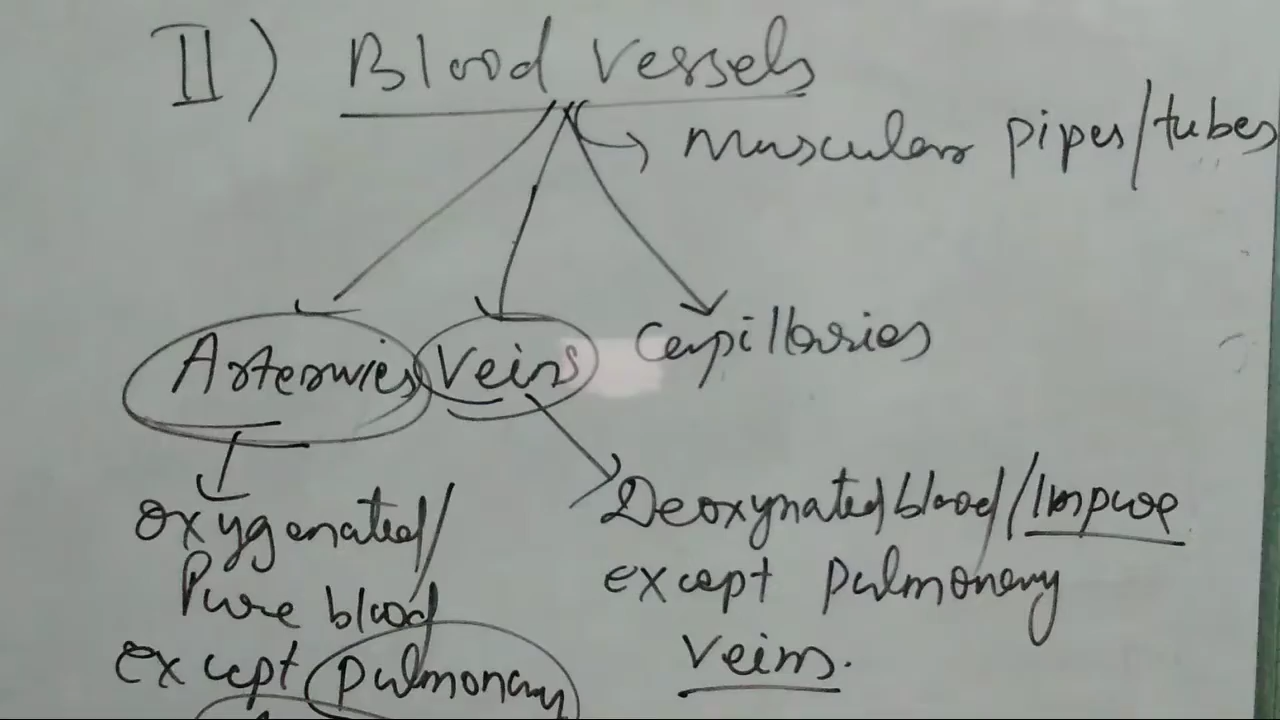 II) Blood Vessels
Muscular pipes/tubes
Arteries Veins Capillaries
Oxygenated/
Pure blood
except pulmonary
Deoxynated blood/Impure
except pulmonary
Veins.